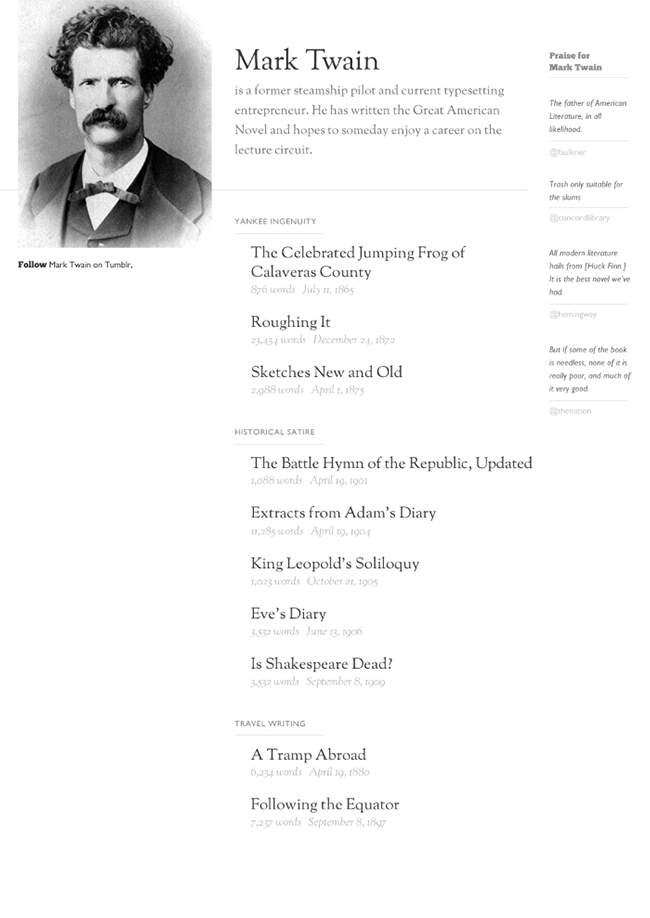 Mark Twain
is a former steamship pilot and current typesetting
entrepreneur. He has written the Great American
Novel and hopes to someday enjoy a career on the
lecture circuit.
Follow Mark Twain on Tumblr,
YANKEE INGENUITY
The Celebrated Jumping Frog of
Calaveras County
876 words July 11, 1865
Roughing It
23,434 words December 24, 1872
Sketches New and Old
2,988 words April 1, 1875
HISTORICAL SATIRE
The Battle Hymn of the Republic, Updated
1,088 words April 19, 1901
Extracts from Adam's Diary
11,285 words April 19, 1904
King Leopold's Soliloquy
1,023 words October 21, 1905
Eve's Diary
3,532 words June 13, 1906
Is Shakespeare Dead?
3,532 words September 8, 1909
TRAVEL WRITING
A Tramp Abroad
6,234 words April 19, 1880
Following the Equator
7,237 words September 8, 1897
Praise for
Mark Twain
The father of American
Literature, in all
likelihood.
@faulkner
Trash only suitable for
the slums
@concordlibrary
All modern literature
hails from [Huck Finn.]
It is the best novel we've
had.
@hemingway
But if some of the book
is needless, none of it is
really poor, and much of
it very good.
@thenation